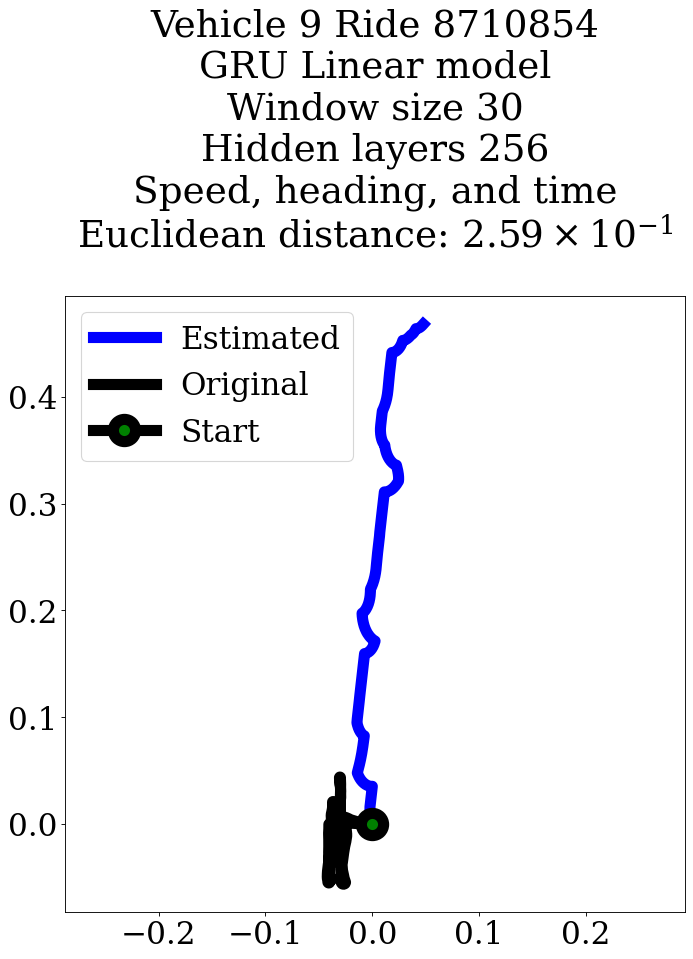 Vehicle 9 Ride 8710854
GRU Linear model
Window size 30
Hidden layers 256
Speed, heading, and time
Euclidean distance: 2.59 × 10⁻¹
Estimated
Original
Start
0.4
0.3
0.2
0.1
0.0
−0.2
−0.1
0.0
0.1
0.2